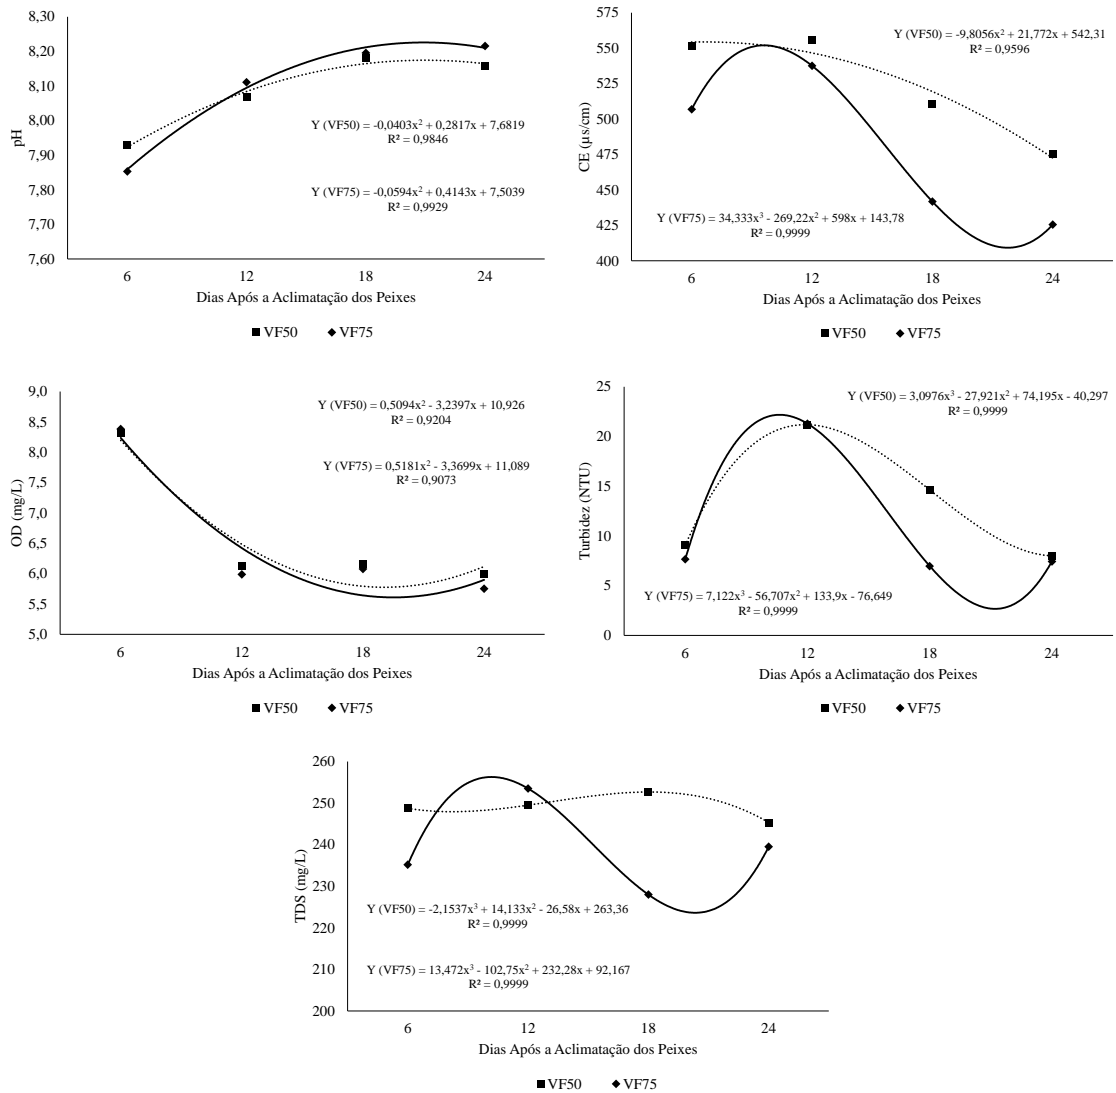 8,30
8,20
8,10
8,00
7,90
7,80
7,70
7,60
pH
Y (VF50) = -0,0403x² + 0,2817x + 7,6819
R² = 0,9846
Y (VF75) = -0,0594x² + 0,4143x + 7,5039
R² = 0,9929
6 12 18 24
Dias Após a Aclimatação dos Peixes
VF50 VF75
575
550
525
500
475
450
425
400
CE (µs/cm)
Y (VF50) = -9,8056x² + 21,772x + 542,31
R² = 0,9596
Y (VF75) = 34,333x³ - 269,22x² + 598x + 143,78
R² = 0,9999
6 12 18 24
Dias Após a Aclimatação dos Peixes
VF50 VF75
9,0
8,5
8,0
7,5
7,0
6,5
6,0
5,5
5,0
OD (mg/L)
Y (VF50) = 0,5094x² - 3,2397x + 10,926
R² = 0,9204
Y (VF75) = 0,5181x² - 3,3699x + 11,089
R² = 0,9073
6 12 18 24
Dias Após a Aclimatação dos Peixes
VF50 VF75
25
20
15
10
5
0
Turbidez (NTU)
Y (VF50) = 3,0976x³ - 27,921x² + 74,195x - 40,297
R² = 0,9999
Y (VF75) = 7,122x³ - 56,707x² + 133,9x - 76,649
R² = 0,9999
6 12 18 24
Dias Após a Aclimatação dos Peixes
VF50 VF75
260
250
240
230
220
210
200
TDS (mg/L)
Y (VF50) = -2,1537x³ + 14,133x² - 26,58x + 263,36
R² = 0,9999
Y (VF75) = 13,472x³ - 102,75x² + 232,28x + 92,167
R² = 0,9999
6 12 18 24
Dias Após a Aclimatação dos Peixes
VF50 VF75